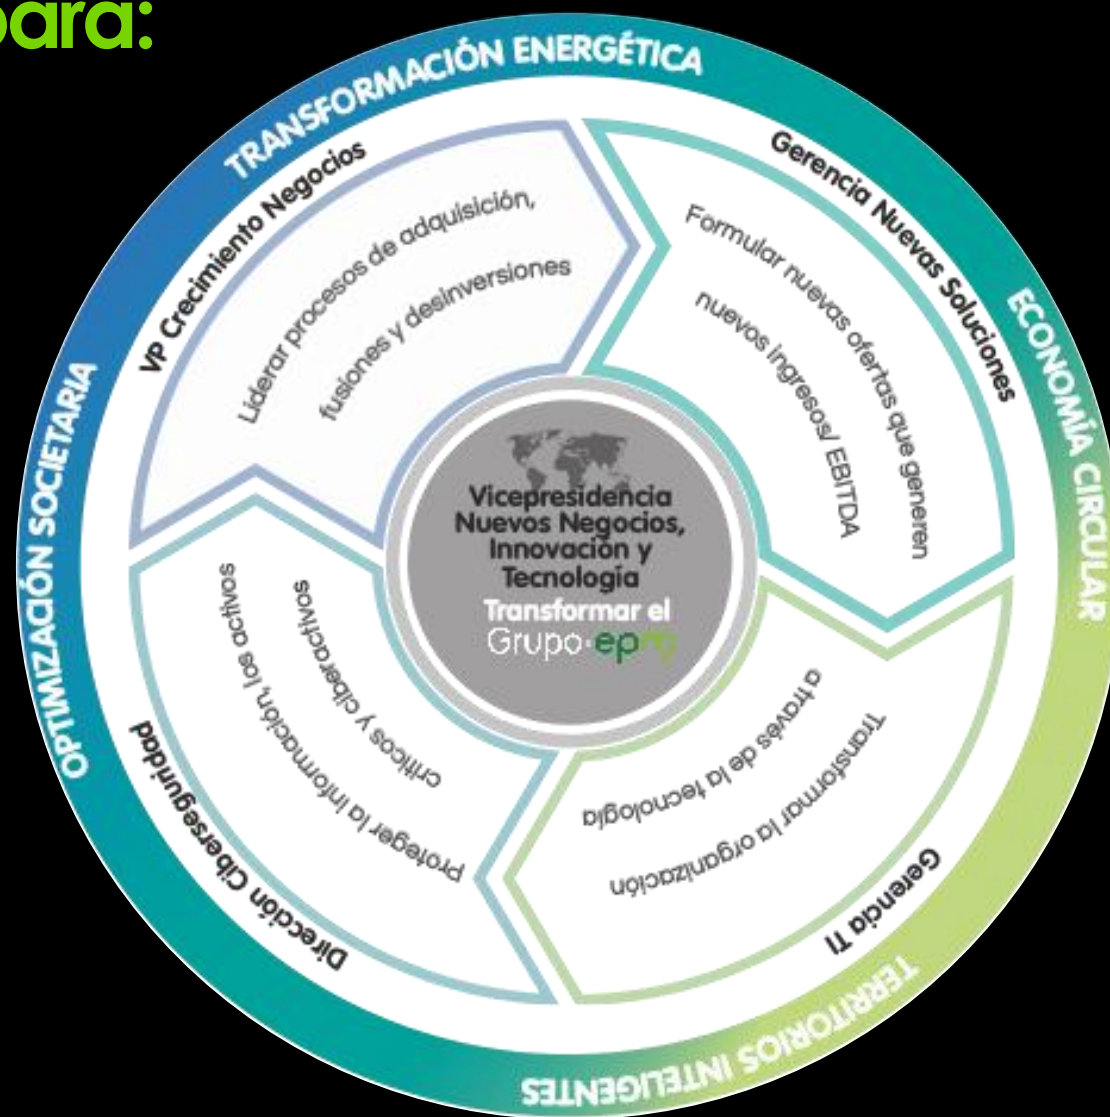 para:
TRANSFORMACIÓN ENERGÉTICA
ECONOMÍA CIRCULAR
TERRITORIOS INTELIGENTES
OPTIMIZACIÓN SOCIETARIA
VP Crecimiento Negocios
Liderar procesos de adquisición,
fusiones y desinversiones
Gerencia Nuevas Soluciones
Formular nuevas ofertas que generen
nuevos ingresos/ EBITDA
Gerencia TI
Transformar la organización
a través de la tecnología
Dirección Ciberseguridad
Proteger la información, los activos
críticos y ciberactivos
Vicepresidencia
Nuevos Negocios,
Innovación y
Tecnología
Transformar el
Grupo·epm